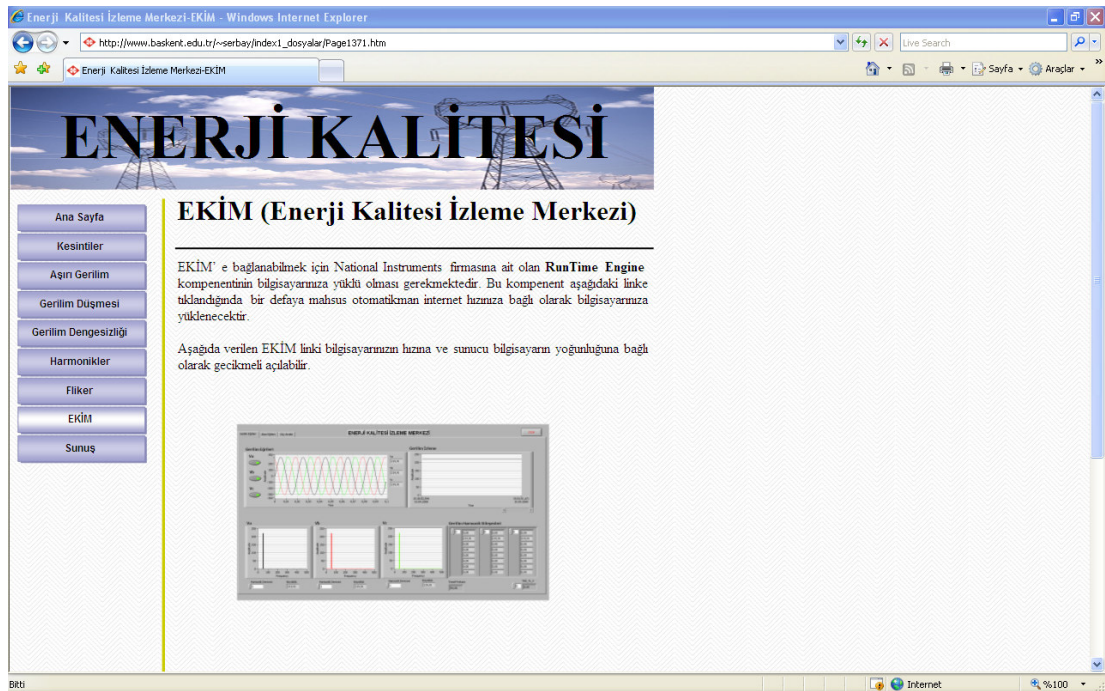 Enerji Kalitesi İzleme Merkezi-EKİM - Windows Internet Explorer
http://www.baskent.edu.tr/~serbay/index1_dosyalar/Page1371.htm
Live Search
Enerji Kalitesi İzleme Merkezi-EKİM
Sayfa
Araçlar
ENERJİ KALİTESİ
Ana Sayfa
Kesintiler
Aşırı Gerilim
Gerilim Düşmesi
Gerilim Dengesizliği
Harmonikler
Fliker
EKİM
Sunuş
EKİM (Enerji Kalitesi İzleme Merkezi)
EKİM' e bağlanabilmek için National Instruments firmasına ait olan RunTime Engine
kompenentinin bilgisayarınıza yüklü olması gerekmektedir. Bu kompenent aşağıdaki linke
tıklandığında bir defaya mahsus otomatikman internet hızınıza bağlı olarak bilgisayarınıza
yüklenecektir.
Aşağıda verilen EKİM linki bilgisayarınızın hızına ve sunucu bilgisayarın yoğunluğuna bağlı
olarak gecikmeli açılabilir.
ENERJİ KALİTESİ İZLEME MERKEZİ
Bitti
Internet
%100